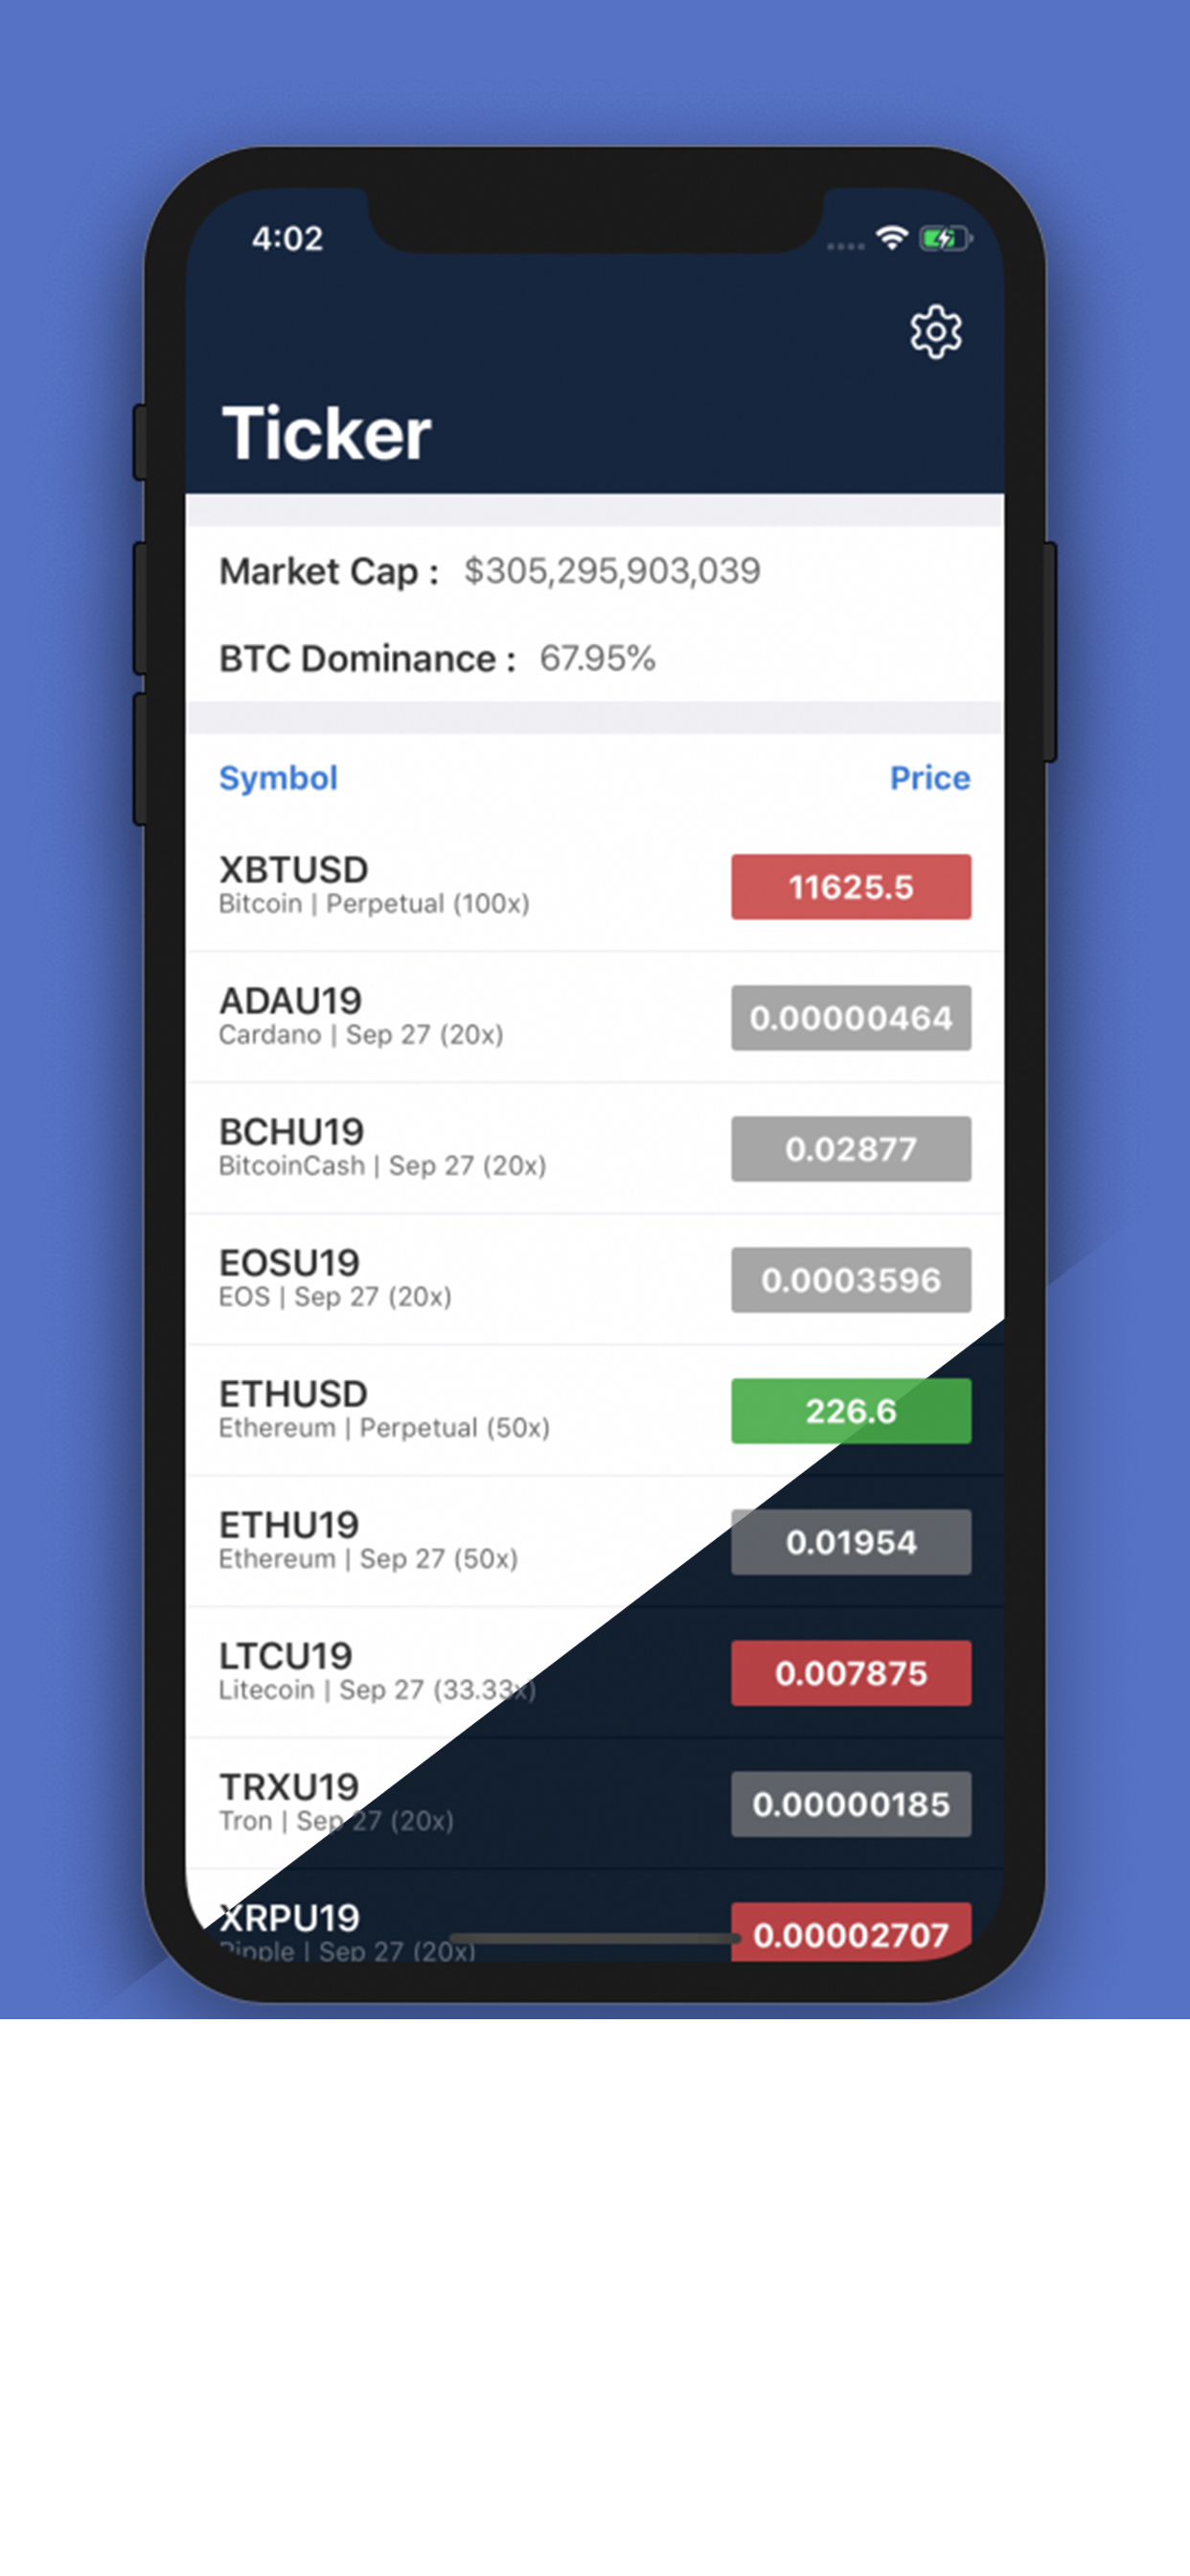 4:02
Ticker
Market Cap : $305,295,903,039
BTC Dominance : 67.95%
Symbol Price
XBTUSD
Bitcoin | Perpetual (100x)
11625.5
ADAU19
Cardano | Sep 27 (20x)
0.00000464
BCHU19
BitcoinCash | Sep 27 (20x)
0.02877
EOSU19
EOS | Sep 27 (20x)
0.0003596
ETHUSD
Ethereum | Perpetual (50x)
226.6
ETHU19
Ethereum | Sep 27 (50x)
0.01954
LTCU19
Litecoin | Sep 27 (33.33x)
0.007875
TRXU19
Tron | Sep 27 (20x)
0.00000185
XRPU19
Ripple | Sep 27 (20x)
0.00002707